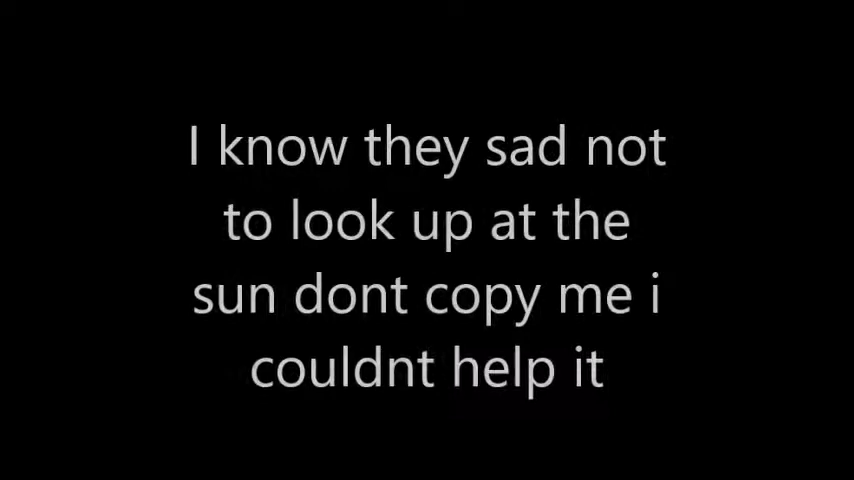 I know they sad not
to look up at the
sun dont copy me i
couldnt help it